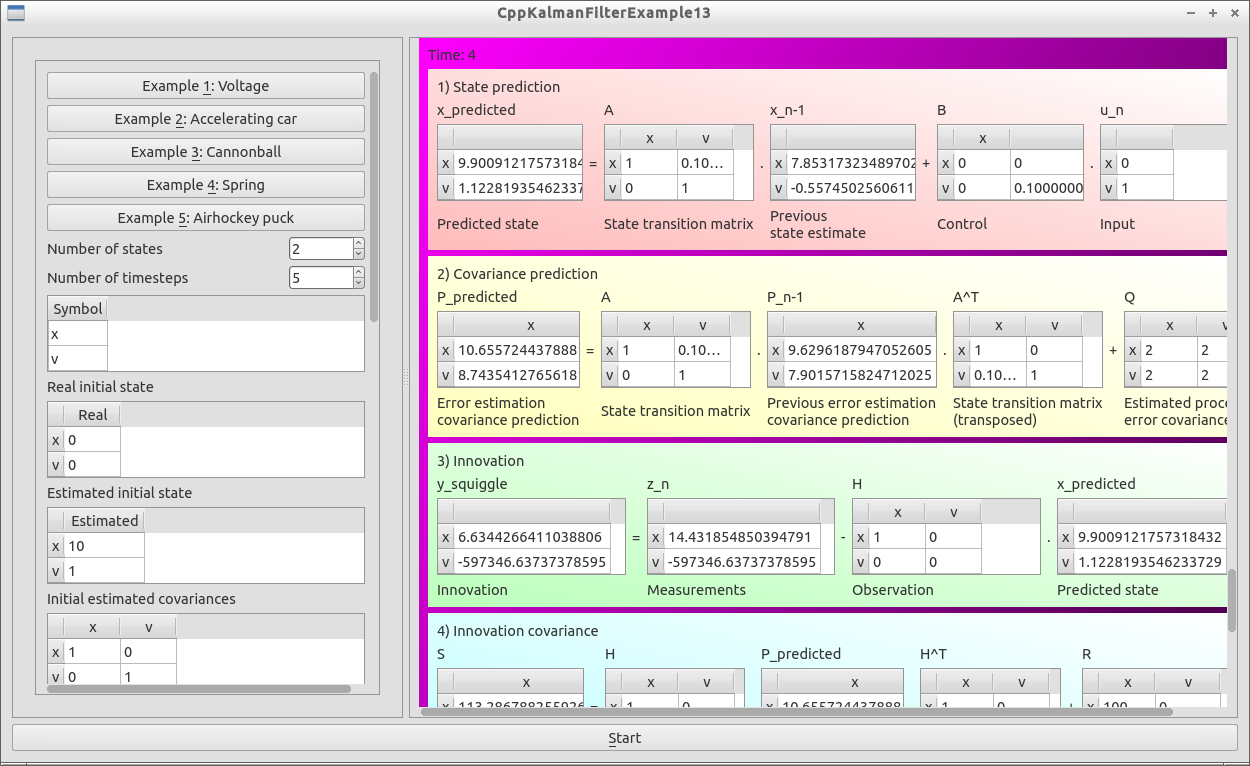 CppKalmanFilterExample13
Example 1: Voltage
Example 2: Accelerating car
Example 3: Cannonball
Example 4: Spring
Example 5: Airhockey puck
Number of states 2
Number of timesteps 5
Symbol
x
v
Real initial state
Real
x 0
v 0
Estimated initial state
Estimated
x 10
v 1
Initial estimated covariances
x v
x 1 0
v 0 1
Time: 4
1) State prediction
x_predicted A x_n-1 B u_n
x v x
x 9.90091217573184 = x 1 0.10... . x 7.85317323489702 + x 0 0 . x 0
v 1.12281935462337 v 0 1 v -0.5574502560611 v 0 0.1000000 v 1
Predicted state State transition matrix Previous state estimate Control Input
2) Covariance prediction
P_predicted A P_n-1 A^T Q
x x v x x v x v
x 10.655724437888 = x 1 0.10... . x 9.6296187947052605 . x 1 0 + x 2 2
v 8.7435412765618 v 0 1 v 7.9015715824712025 v 0.10... 1 v 2 2
Error estimation State transition matrix Previous error estimation State transition matrix Estimated
covariance prediction covariance prediction (transposed) error covariance
3) Innovation
y_squiggle z_n H x_predicted
x v
x 6.6344266411038806 = x 14.431854850394791 - x 1 0 . x 9.9009121757318432
v -597346.63737378595 v -597346.63737378595 v 0 0 v 1.1228193546233729
Innovation Measurements Observation Predicted state
4) Innovation covariance
S H P_predicted H^T R
x x v x x v x v
x 113.286788255926 = x 1 0 x 10.655724437888 x 1 0 + x 100 0
Start